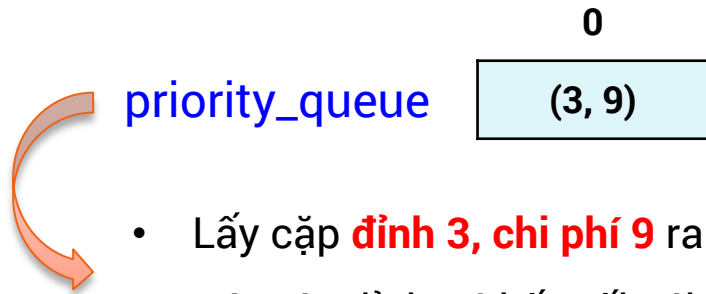 0
priority_queue (3, 9)
• Lấy cặp đỉnh 3, chi phí 9 ra